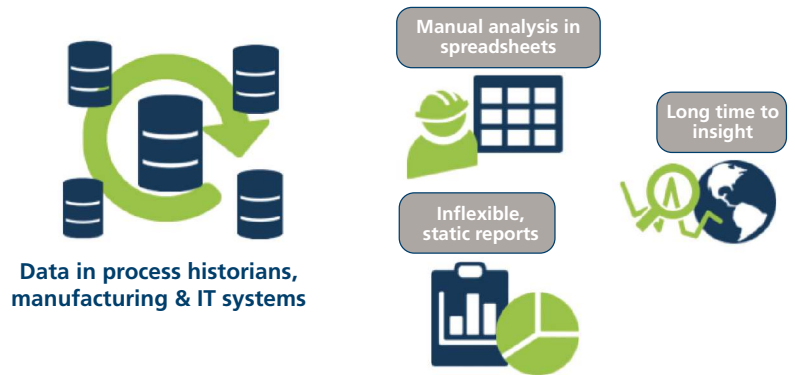 Data in process historians,
manufacturing & IT systems
Manual analysis in
spreadsheets
Inflexible,
static reports
Long time to
insight